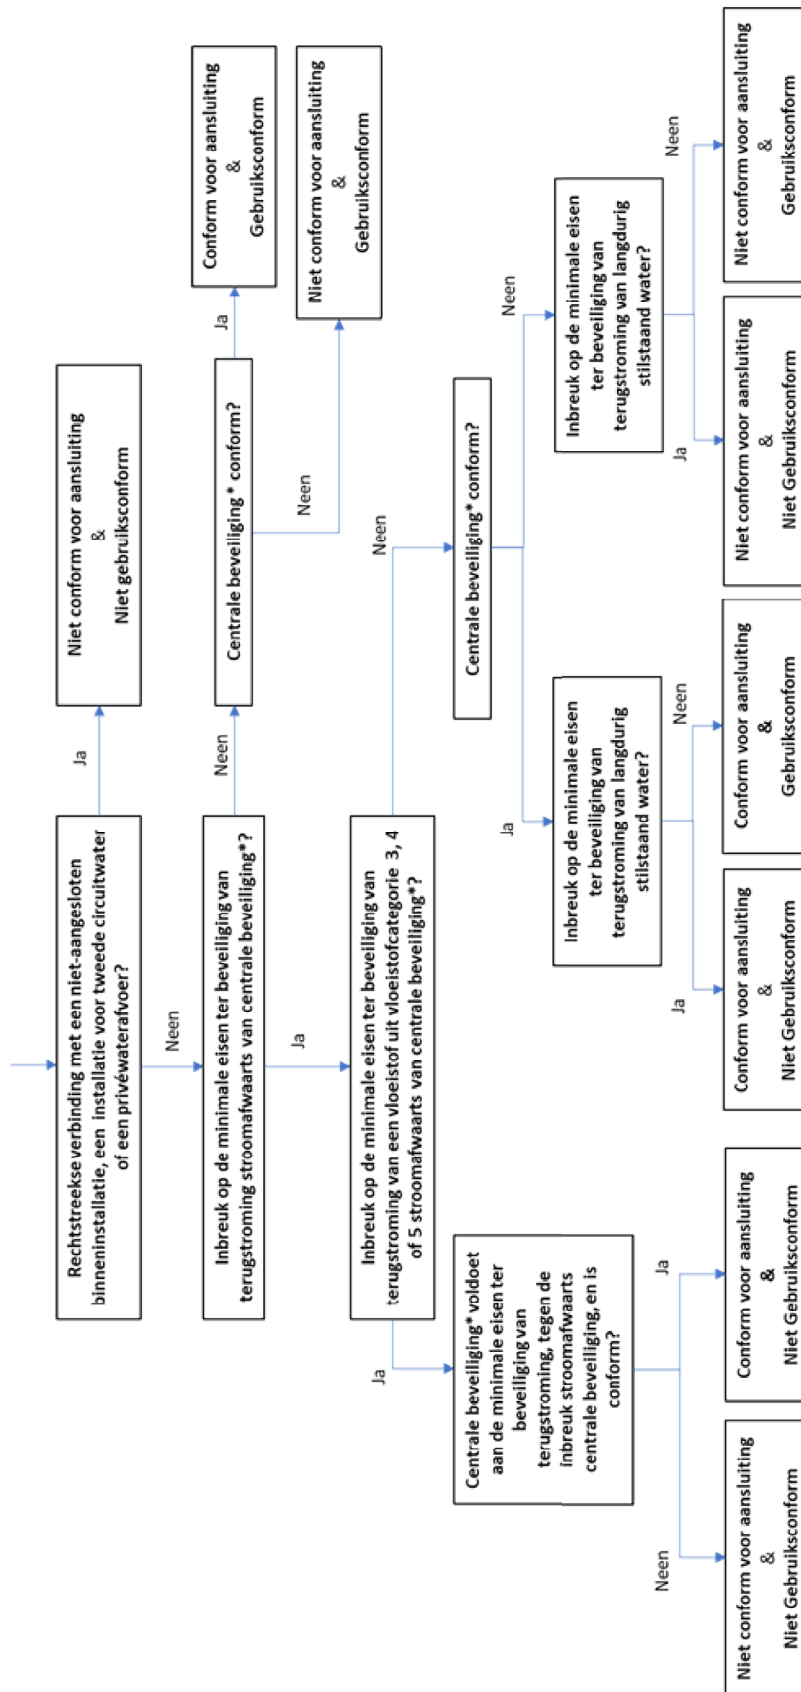 Rechtstreekse verbinding met een niet-aangesloten
binneninstallatie, een installatie voor tweede circuitwater
of een privéwaterafvoer?
Ja
Niet conform voor aansluiting
&
Niet gebruiksconform
Neen
Inbreuk op de minimale eisen ter beveiliging van
terugstroming stroomafwaarts van centrale beveiliging*?
Neen
Centrale beveiliging* conform?
Ja
Conform voor aansluiting
&
Gebruiksconform
Neen
Niet conform voor aansluiting
&
Gebruiksconform
Ja
Inbreuk op de minimale eisen ter beveiliging van
terugstroming van een vloeistof uit vloeistofcategorie 3, 4
of 5 stroomafwaarts van centrale beveiliging*?
Ja
Neen
Centrale beveiliging* voldoet
aan de minimale eisen ter
beveiliging van
terugstroming, tegen de
inbreuk stroomafwaarts
centrale beveiliging, en is
conform?
Centrale beveiliging* conform?
Ja
Neen
Inbreuk op de minimale eisen
ter beveiliging van
terugstroming van langdurig
stilstaand water?
Inbreuk op de minimale eisen
ter beveiliging van
terugstroming van langdurig
stilstaand water?
Neen
Ja
Ja
Neen
Ja
Neen
Niet conform voor aansluiting
&
Niet Gebruiksconform
Conform voor aansluiting
&
Niet Gebruiksconform
Conform voor aansluiting
&
Niet Gebruiksconform
Conform voor aansluiting
&
Gebruiksconform
Niet conform voor aansluiting
&
Niet Gebruiksconform
Niet conform voor aansluiting
&
Gebruiksconform